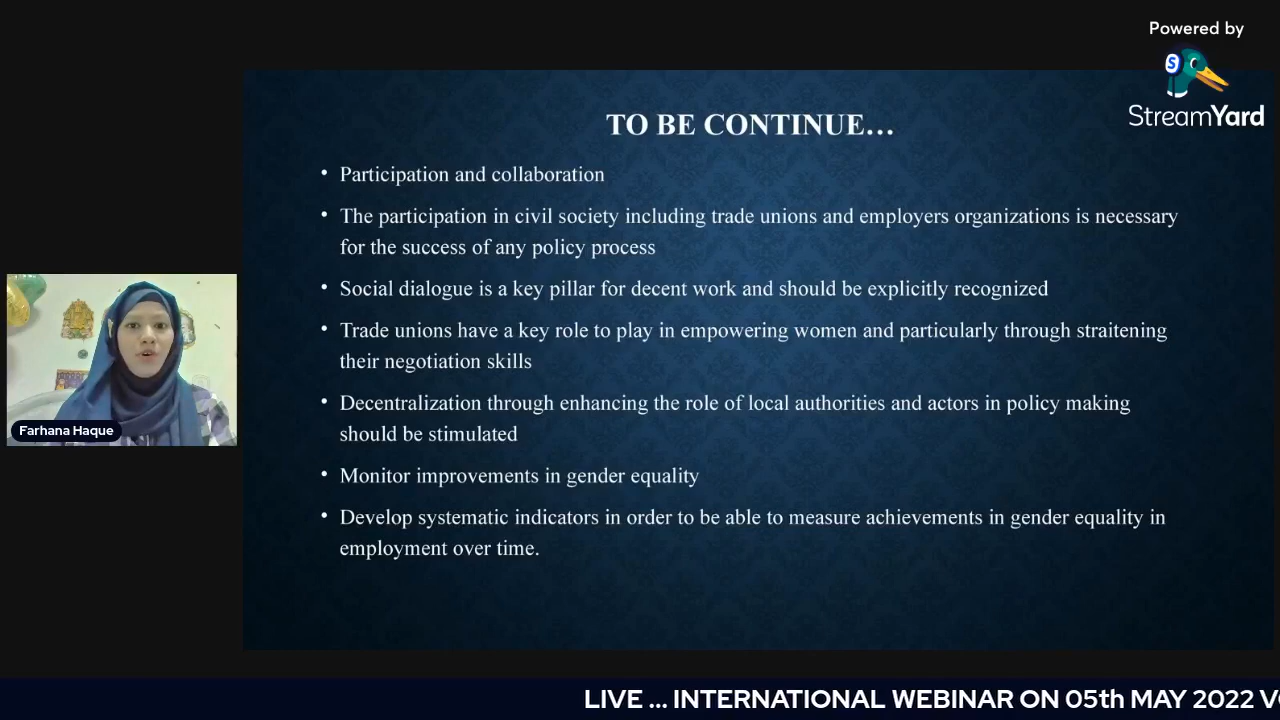 Powered by
StreamYard
TO BE CONTINUE...
• Participation and collaboration
• The participation in civil society including trade unions and employers organizations is necessary
for the success of any policy process
• Social dialogue is a key pillar for decent work and should be explicitly recognized
• Trade unions have a key role to play in empowering women and particularly through straitening
their negotiation skills
• Decentralization through enhancing the role of local authorities and actors in policy making
should be stimulated
• Monitor improvements in gender equality
• Develop systematic indicators in order to be able to measure achievements in gender equality in
employment over time.
Farhana Haque
LIVE ... INTERNATIONAL WEBINAR ON 05th MAY 2022